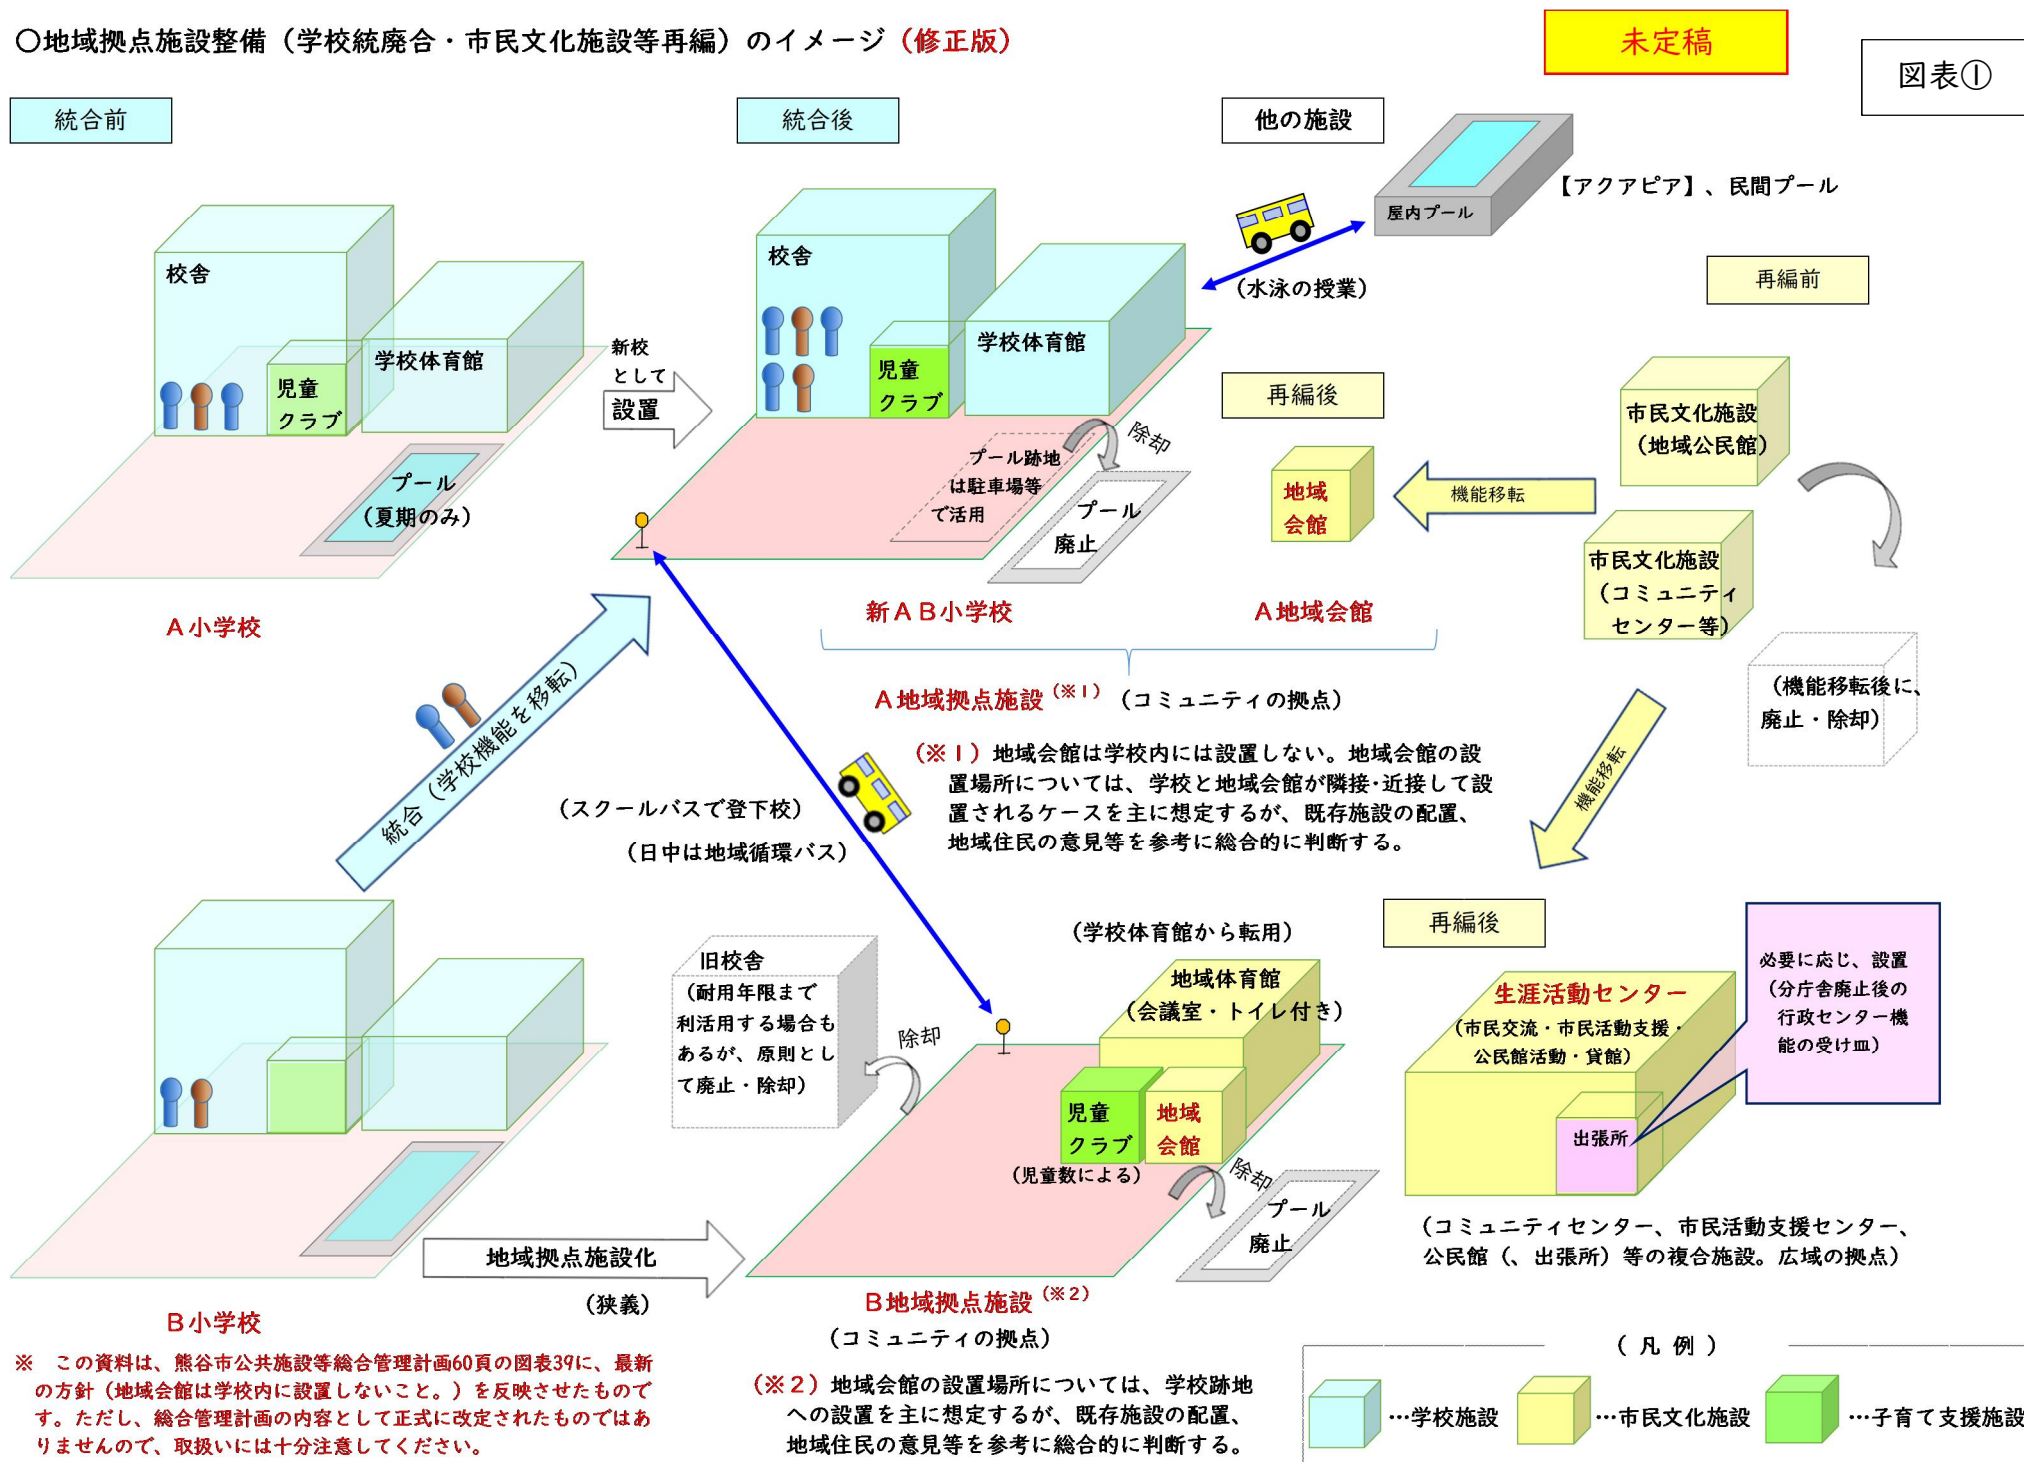 〇地域拠点施設整備（学校統廃合・市民文化施設等再編）のイメージ（修正版）
未定稿
図表①
統合前
統合後
他の施設
屋内プール
【アクアピア】、民間プール
（水泳の授業）
校舎
児童
クラブ
学校体育館
プール
（夏期のみ）
A小学校
新校
として
設置
校舎
児童
クラブ
学校体育館
プール跡地
は駐車場等
で活用
除却
プール
廃止
新ＡＢ小学校
再編前
再編後
地域
会館
A地域会館
機能移転
市民文化施設
（地域公民館）
市民文化施設
（コミュニティ
センター等）
（機能移転後に、
廃止・除却）
機能移転
A地域拠点施設（※１）（コミュニティの拠点）
（※１）地域会館は学校内には設置しない。地域会館の設
置場所については、学校と地域会館が隣接･近接して設
置されるケースを主に想定するが、既存施設の配置、
地域住民の意見等を参考に総合的に判断する。
統合（学校機能を移転）
（スクールバスで登下校）
（日中は地域循環バス）
B小学校
地域拠点施設化
（狭義）
旧校舎
（耐用年限まで
利活用する場合も
あるが、原則とし
て廃止・除却）
除却
（学校体育館から転用）
地域体育館
（会議室・トイレ付き）
児童
クラブ
地域
会館
（児童数による）
除却
プール
廃止
B地域拠点施設（※２）
（コミュニティの拠点）
（※２）地域会館の設置場所については、学校跡地
への設置を主に想定するが、既存施設の配置、
地域住民の意見等を参考に総合的に判断する。
再編後
生涯活動センター
（市民交流・市民活動支援・
公民館活動・貸館）
出張所
必要に応じ、設置
（分庁舎廃止後の
行政センター機
能の受け皿）
（コミュニティセンター、市民活動支援センター、
公民館（、出張所）等の複合施設。広域の拠点）
※　この資料は、熊谷市公共施設等総合管理計画60頁の図表39に、最新
の方針（地域会館は学校内に設置しないこと。）を反映させたもので
す。ただし、総合管理計画の内容として正式に改定されたものではあ
りませんので、取扱いには十分注意してください。
（凡例）
…学校施設
…市民文化施設
…子育て支援施設